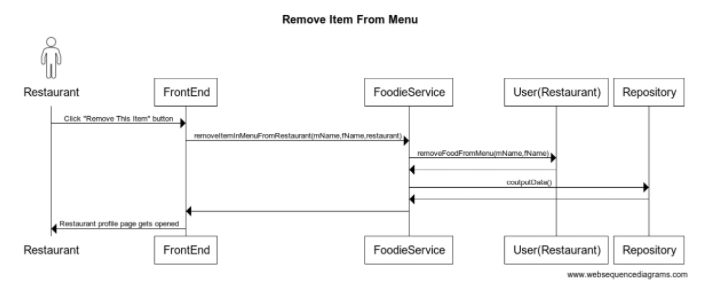 Remove Item From Menu
Restaurant FrontEnd FoodieService User(Restaurant) Repository
Click "Remove This Item" button
removeItemInMenuFromRestaurant(mName,fName,restaurant)
removeFoodFromMenu(mName,fName)
coutputData()
Restaurant profile page gets opened
Restaurant FrontEnd FoodieService User(Restaurant) Repository
www.websequencediagrams.com